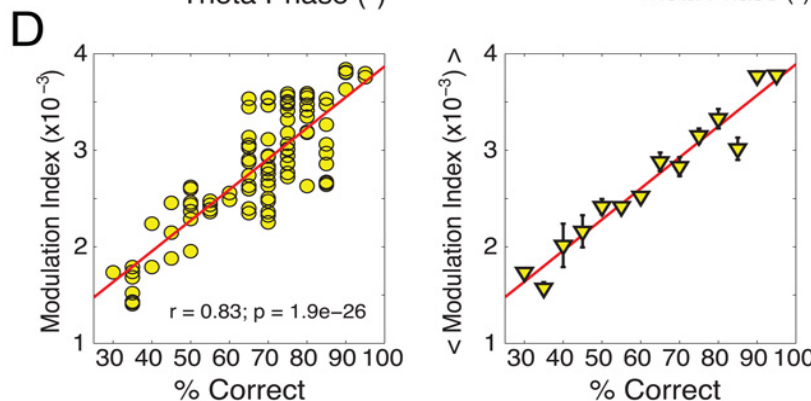 D
4
3
2
1
Modulation Index (x10⁻³)
r = 0.83; p = 1.9e-26
30 40 50 60 70 80 90 100
% Correct
4
3
2
1
< Modulation Index (x10⁻³) >
30 40 50 60 70 80 90 100
% Correct